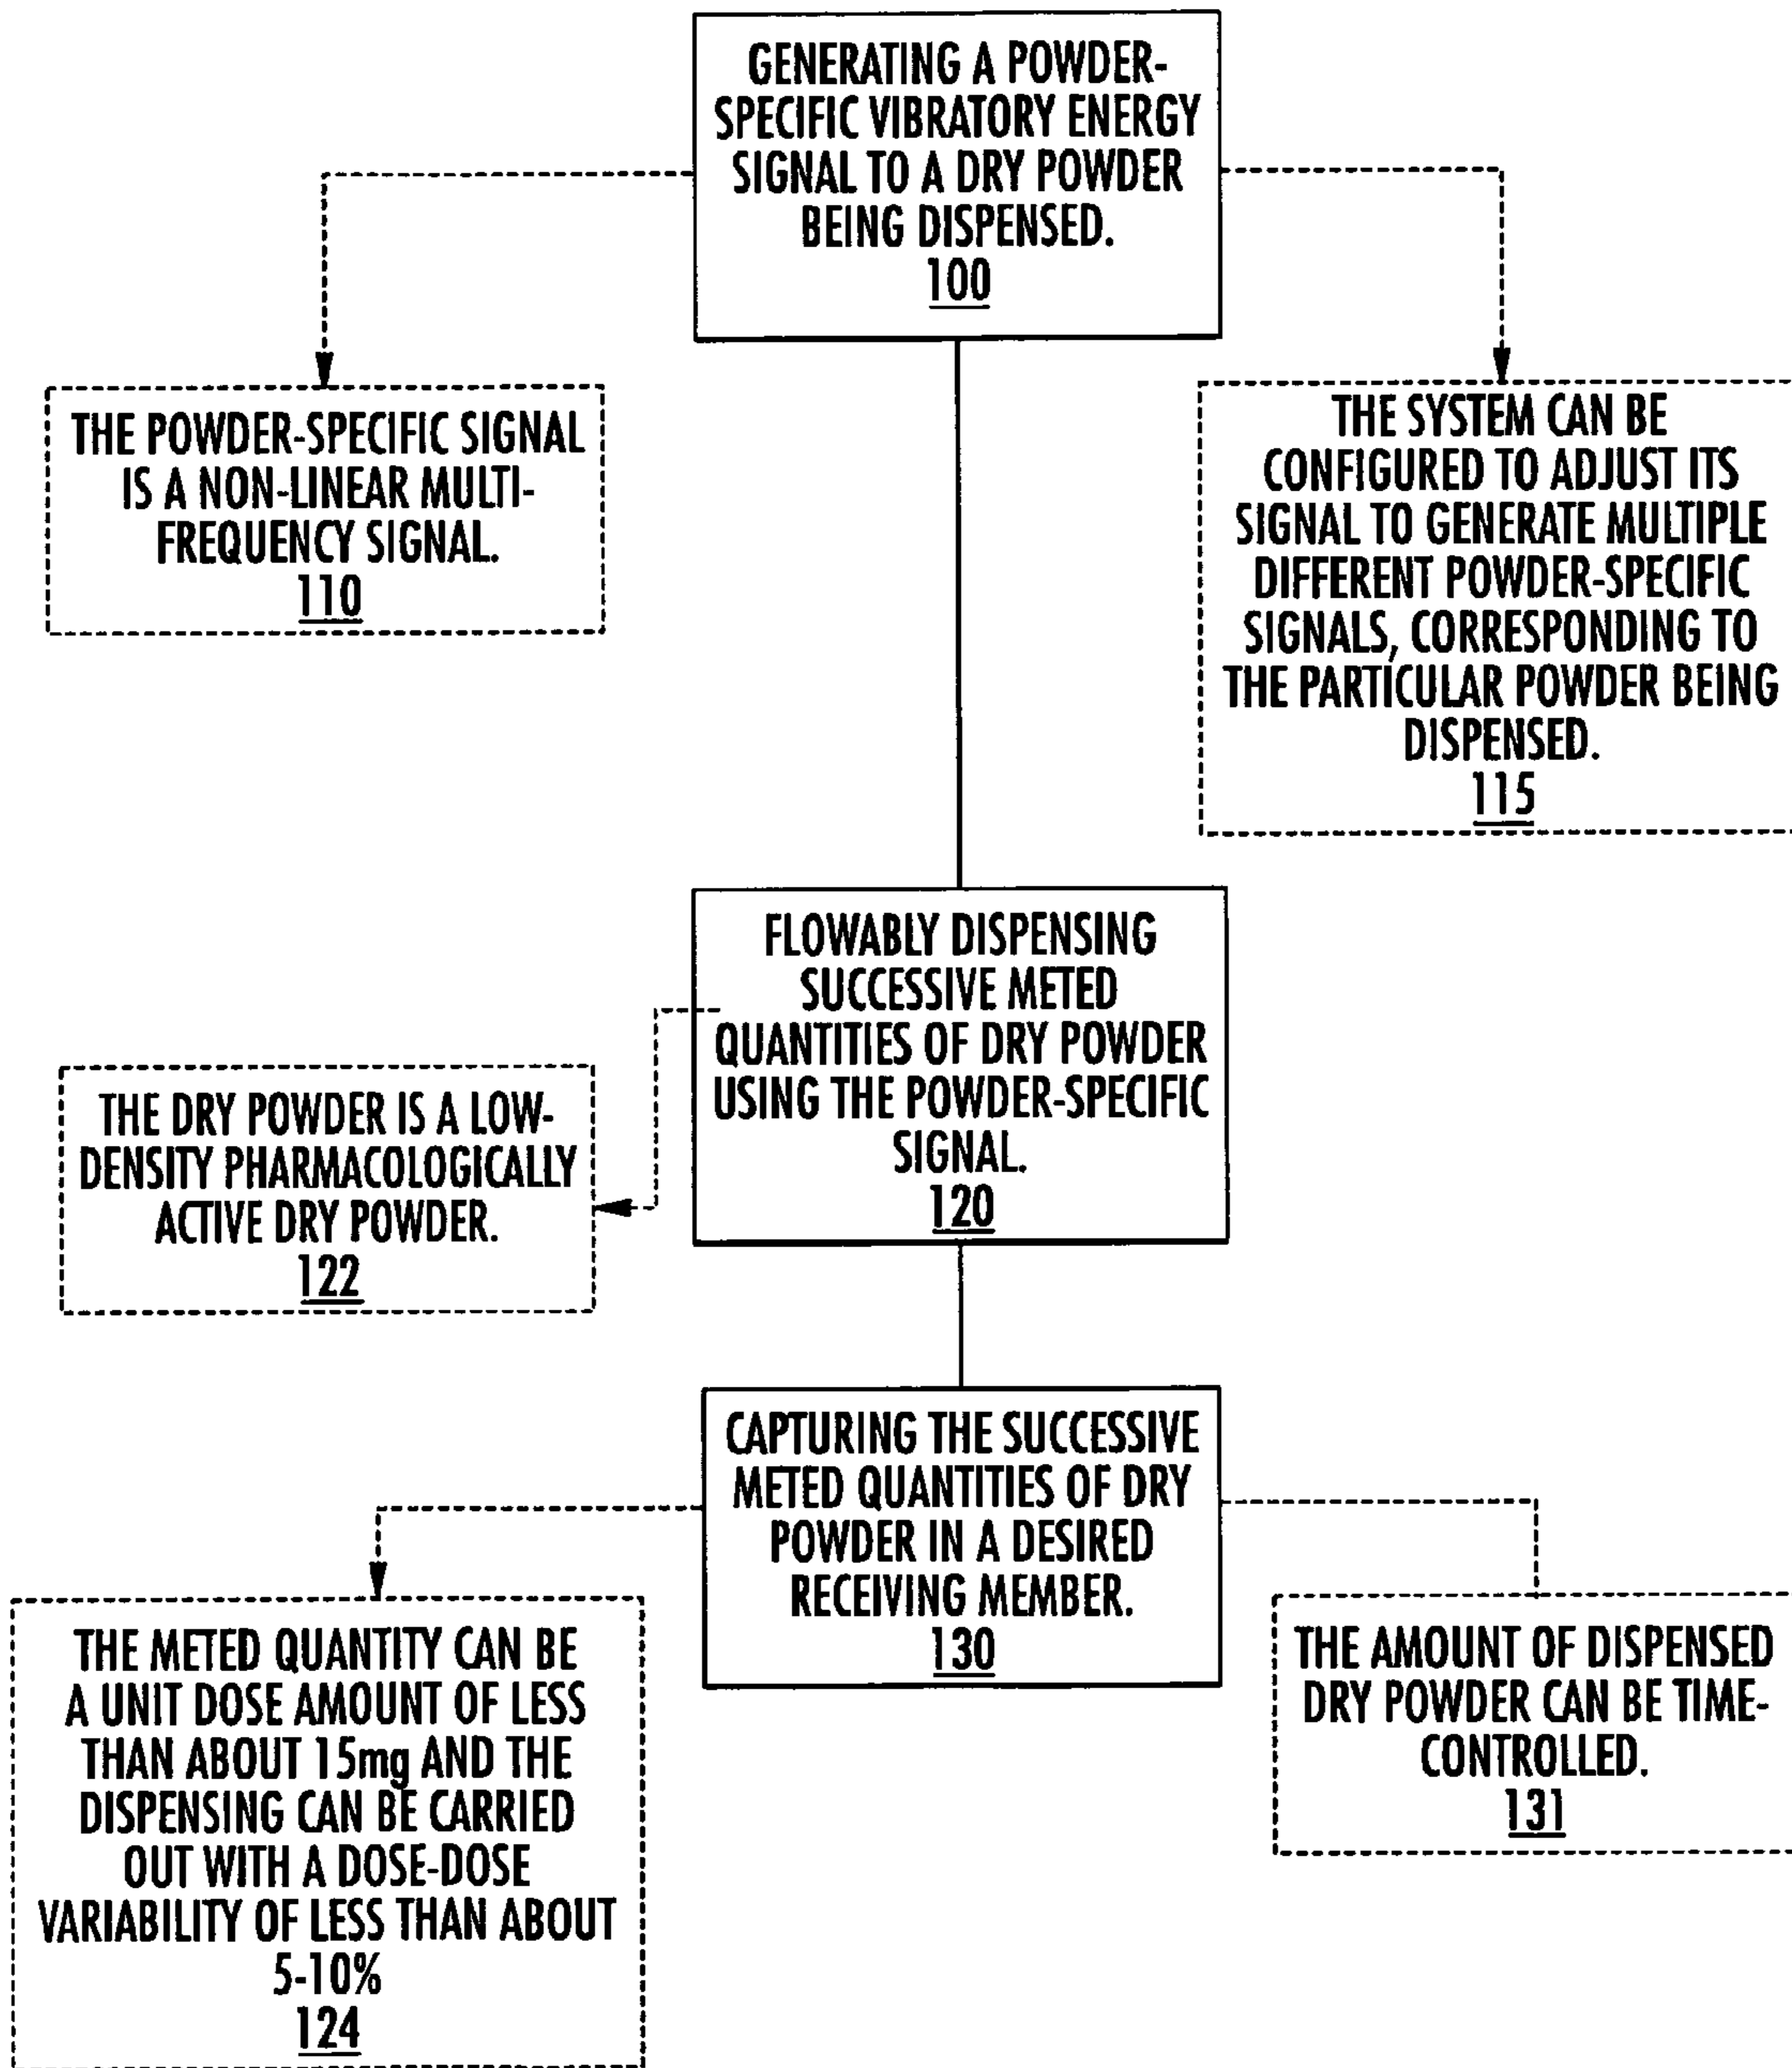 GENERATING A POWDER-
SPECIFIC VIBRATORY ENERGY
SIGNAL TO A DRY POWDER
BEING DISPENSED.
100
THE POWDER-SPECIFIC SIGNAL
IS A NON-LINEAR MULTI-
FREQUENCY SIGNAL.
110
THE SYSTEM CAN BE
CONFIGURED TO ADJUST ITS
SIGNAL TO GENERATE MULTIPLE
DIFFERENT POWDER-SPECIFIC
SIGNALS, CORRESPONDING TO
THE PARTICULAR POWDER BEING
DISPENSED.
115
FLOWABLY DISPENSING
SUCCESSIVE METED
QUANTITIES OF DRY POWDER
USING THE POWDER-SPECIFIC
SIGNAL.
120
THE DRY POWDER IS A LOW-
DENSITY PHARMACOLOGICALLY
ACTIVE DRY POWDER.
122
CAPTURING THE SUCCESSIVE
METED QUANTITIES OF DRY
POWDER IN A DESIRED
RECEIVING MEMBER.
130
THE METED QUANTITY CAN BE
A UNIT DOSE AMOUNT OF LESS
THAN ABOUT 15mg AND THE
DISPENSING CAN BE CARRIED
OUT WITH A DOSE-DOSE
VARIABILITY OF LESS THAN ABOUT
5-10%
124
THE AMOUNT OF DISPENSED
DRY POWDER CAN BE TIME-
CONTROLLED.
131